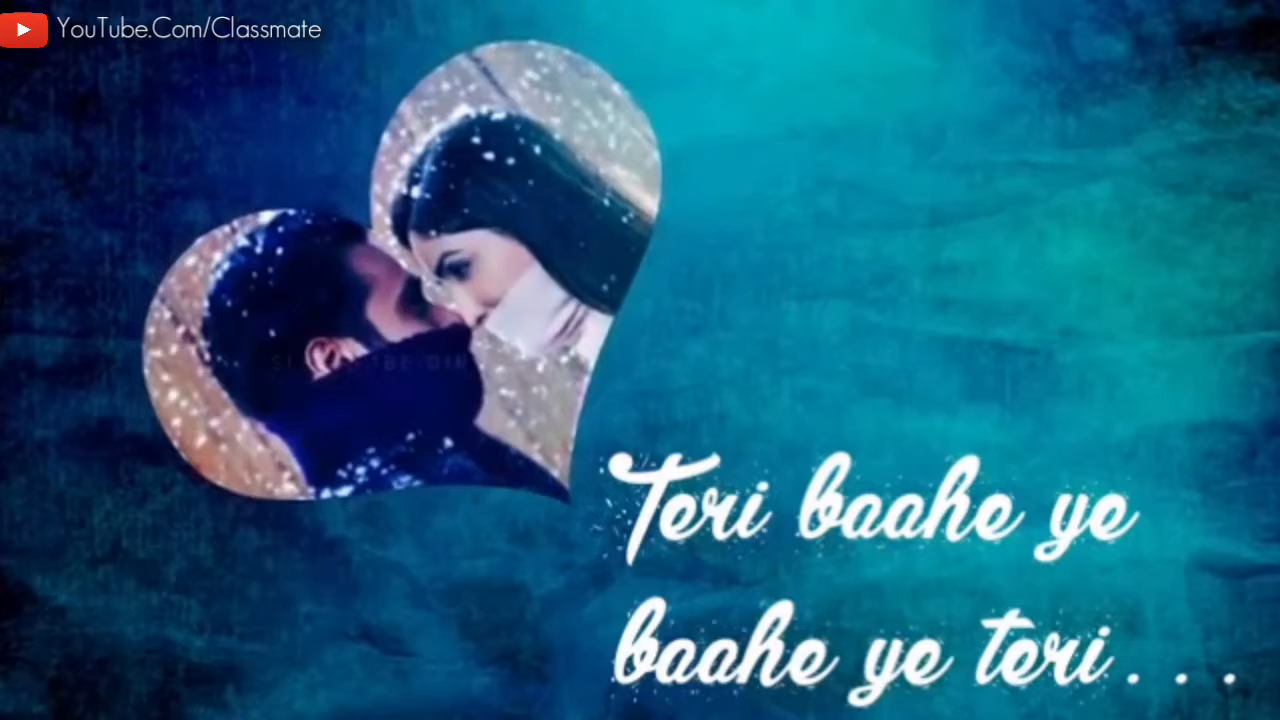 YouTube.Com/Classmate
Teri baahe ye
baahe ye teri . . .